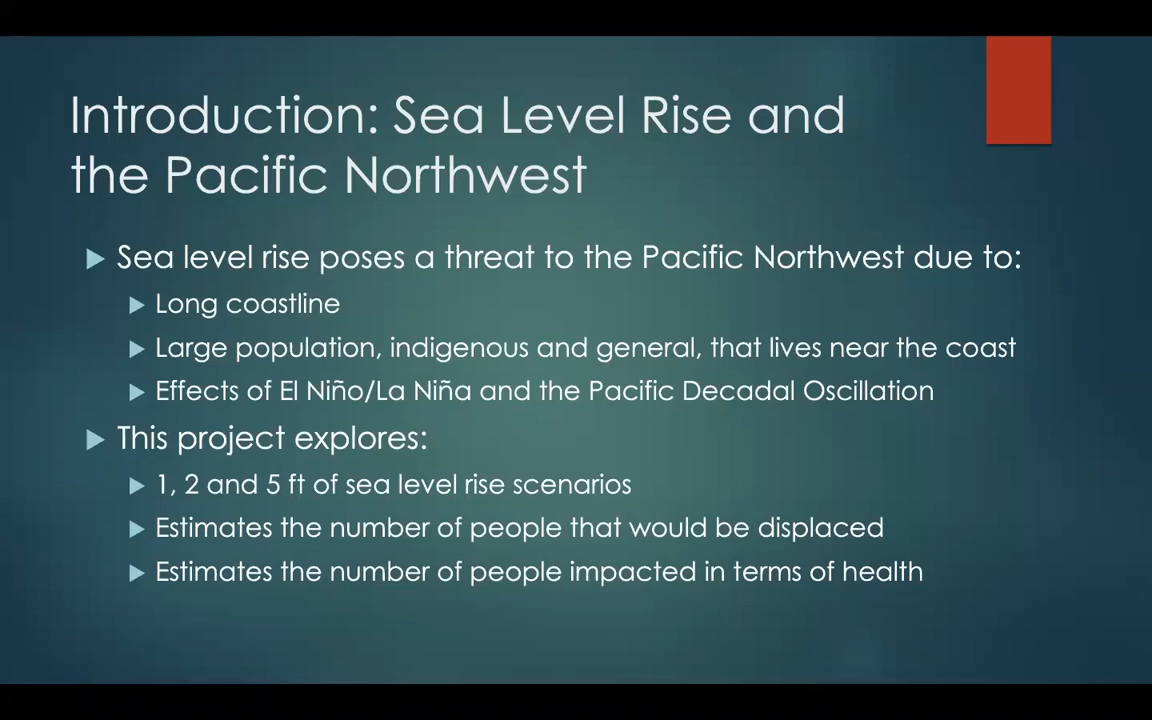 Introduction: Sea Level Rise and
the Pacific Northwest
Sea level rise poses a threat to the Pacific Northwest due to:
Long coastline
Large population, indigenous and general, that lives near the coast
Effects of El Niño/La Niña and the Pacific Decadal Oscillation
This project explores:
1, 2 and 5 ft of sea level rise scenarios
Estimates the number of people that would be displaced
Estimates the number of people impacted in terms of health